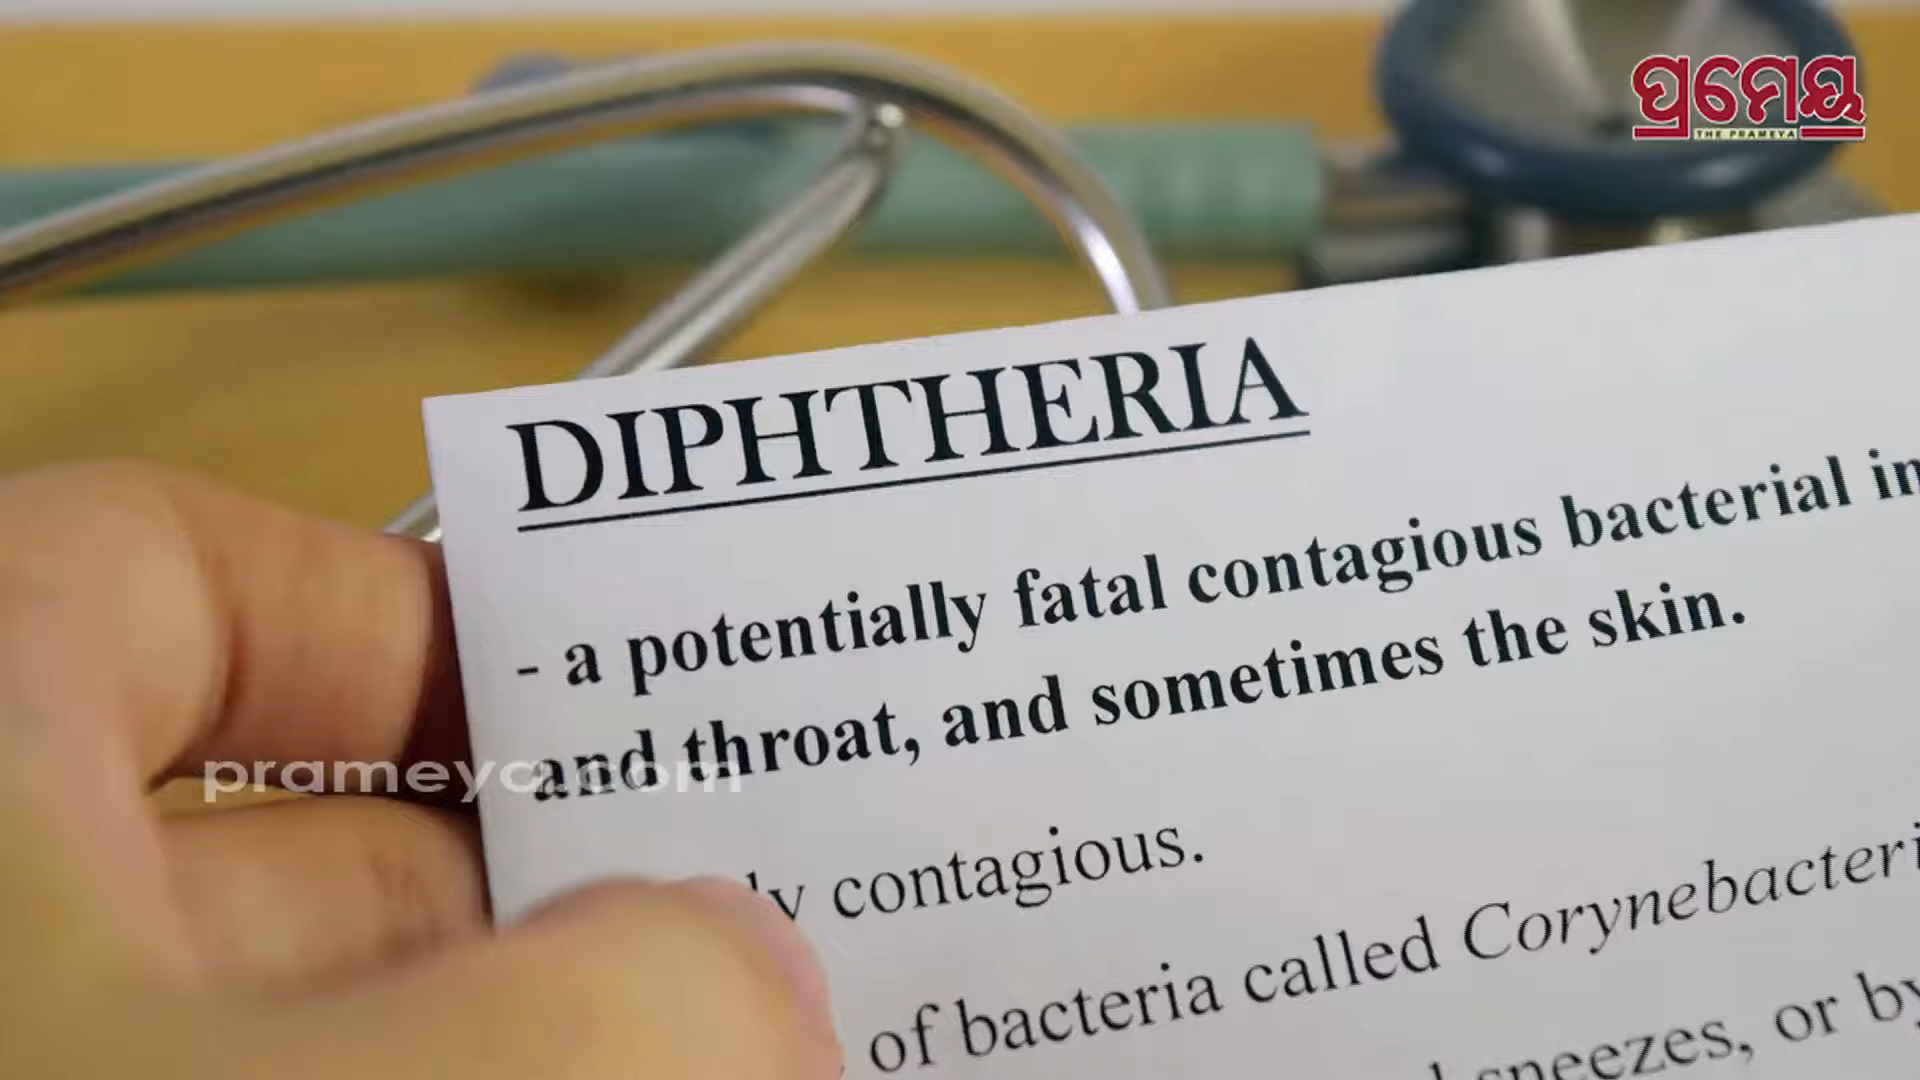 ପ୍ରମେୟ
THE PRAMEYA
DIPHTHERIA
- a potentially fatal contagious bacterial
and throat, and sometimes the skin.
prameya.com
contagious.
of bacteria called
sneezes, or by